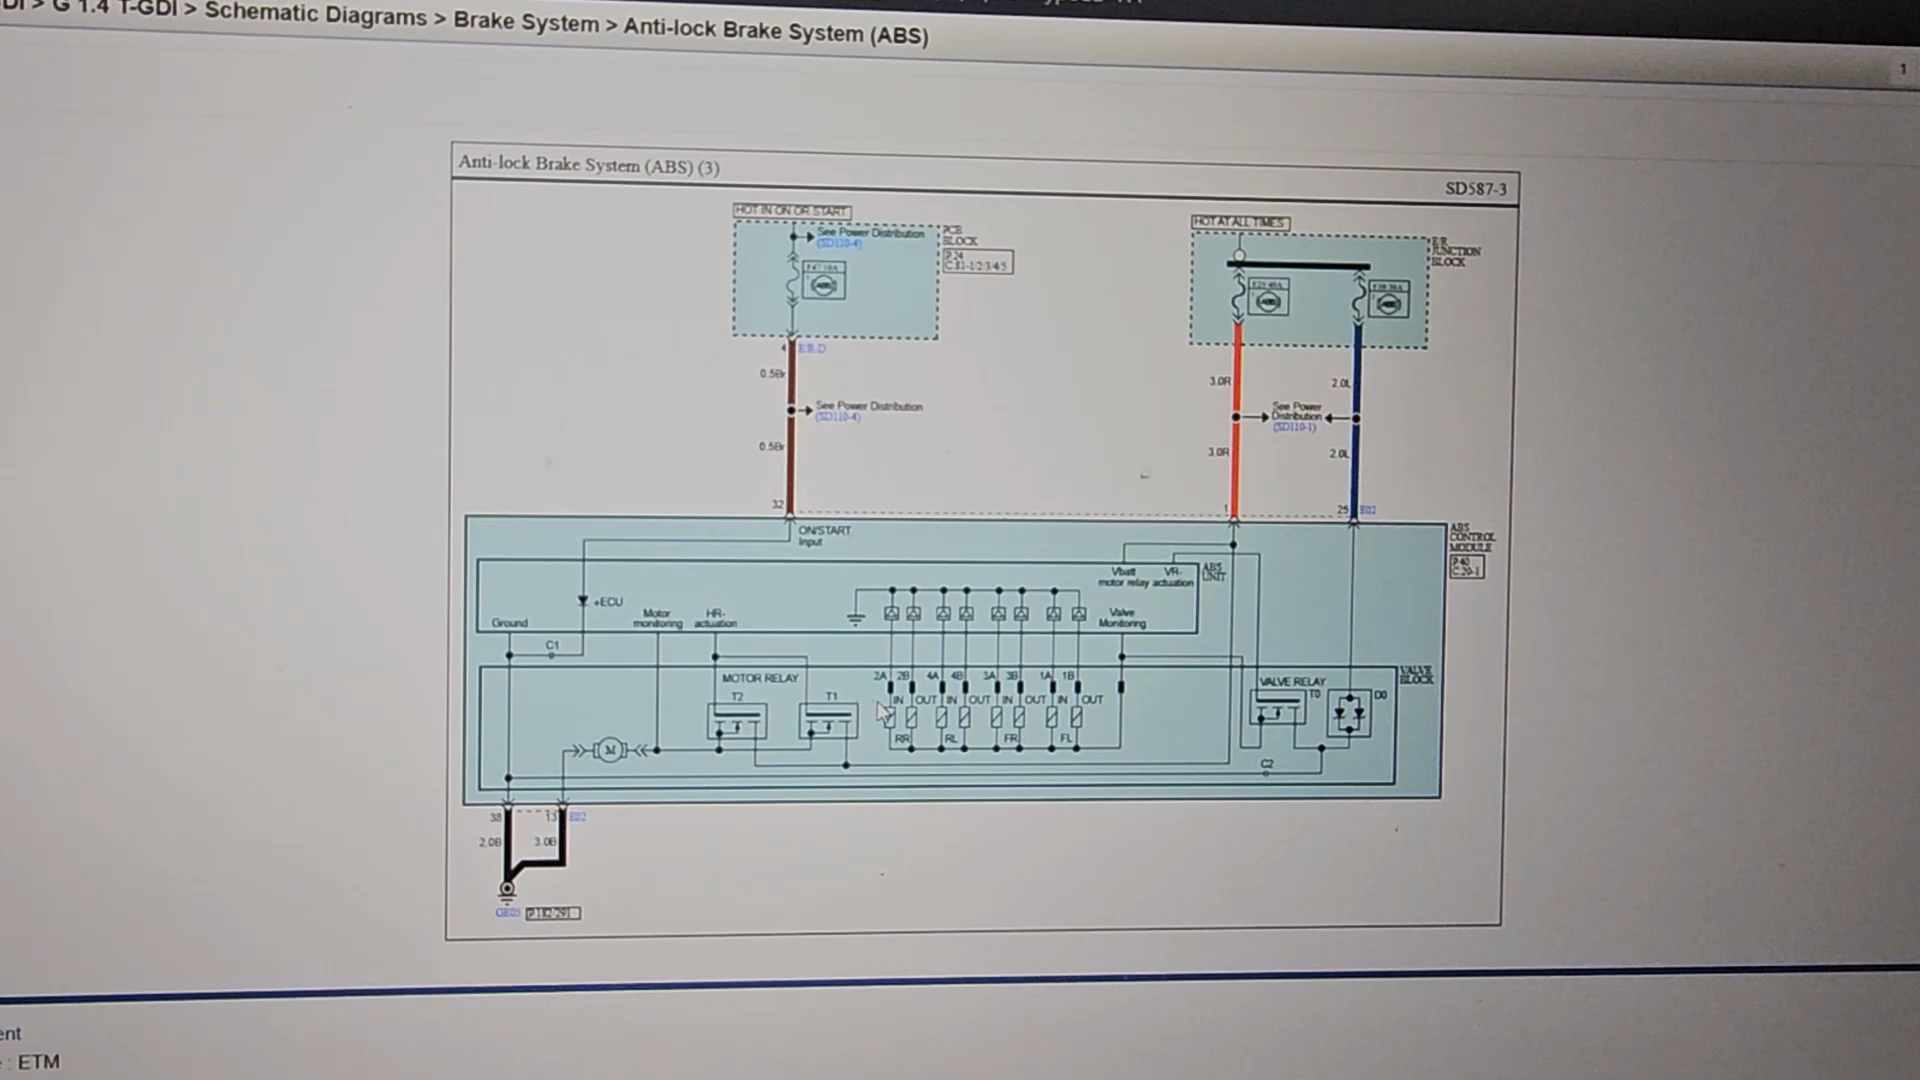 G 1.4 T-GDI > Schematic Diagrams > Brake System > Anti-lock Brake System (ABS)
1
Anti-lock Brake System (ABS) (3)
SD587-3
HOT IN ON OR START
HOT AT ALL TIMES
See Power Distribution
(SD110-4)
PCB
BLOCK
E/R
JUNCTION
BLOCK
4
E/R-D
0.5Br
See Power Distribution
(SD110-4)
0.5Br
32
3.0R
2.0L
See Power
Distribution
(SD110-1)
3.0R
2.0L
1
25
E02
ON/START
Input
ABS
CONTROL
MODULE
+ECU
Ground
Motor
monitoring
HR-
actuation
Vbatt
motor relay
VR-
actuation
ABS
UNIT
Valve
Monitoring
C1
MOTOR RELAY
T2
T1
2A 2B 4A 4B 3A 3B 1A 1B
IN OUT IN OUT IN OUT IN OUT
RR RL FR FL
VALVE RELAY
T0
D0
VALVE
BLOCK
M
C2
38
13
E02
2.0B
3.0B
GE05
ent
: ETM